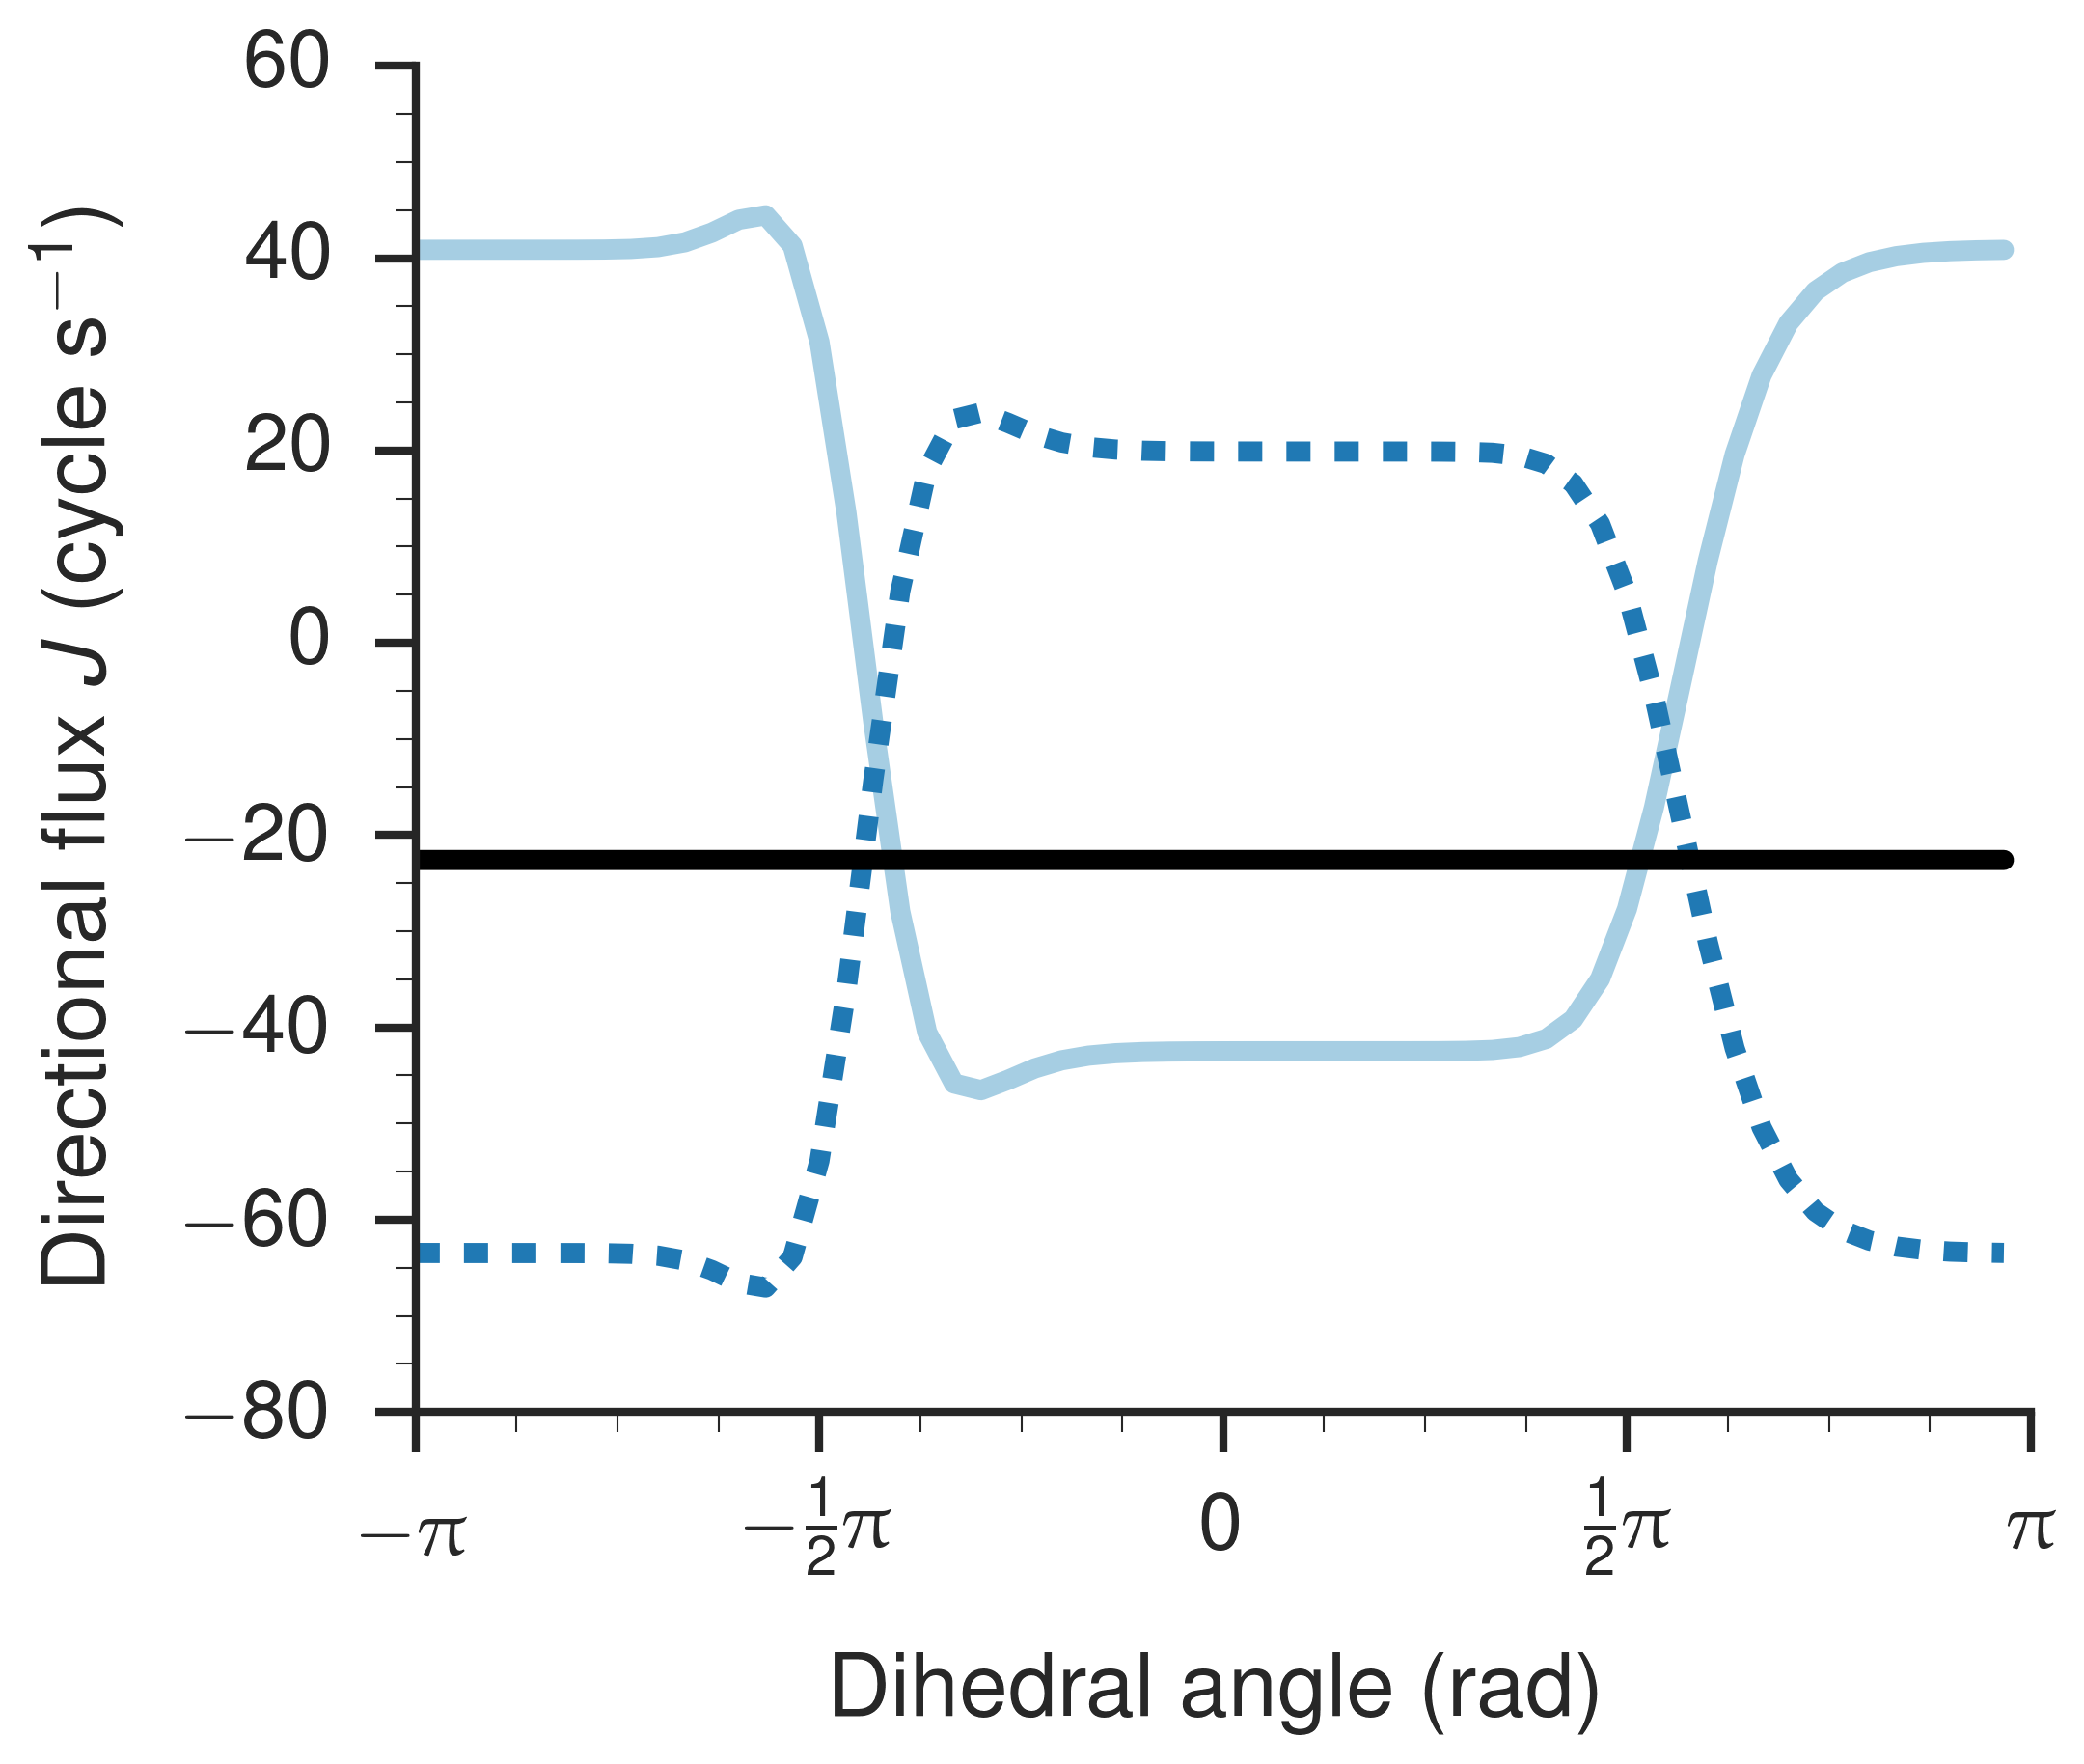 Directional flux J (cycle s⁻¹)
60
40
20
0
−20
−40
−60
−80
−π
−½π
0
½π
π
Dihedral angle (rad)